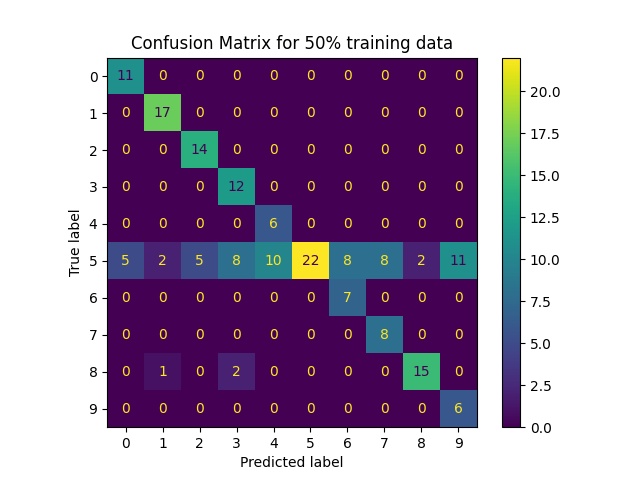 Confusion Matrix for 50% training data
0 11 0 0 0 0 0 0 0 0 0
1 0 17 0 0 0 0 0 0 0 0
2 0 0 14 0 0 0 0 0 0 0
3 0 0 0 12 0 0 0 0 0 0
4 0 0 0 0 6 0 0 0 0 0
5 5 2 5 8 10 22 8 8 2 11
6 0 0 0 0 0 0 7 0 0 0
7 0 0 0 0 0 0 0 8 0 0
8 0 1 0 2 0 0 0 0 15 0
9 0 0 0 0 0 0 0 0 0 6
0 1 2 3 4 5 6 7 8 9
Predicted label
True label
20.0
17.5
15.0
12.5
10.0
7.5
5.0
2.5
0.0